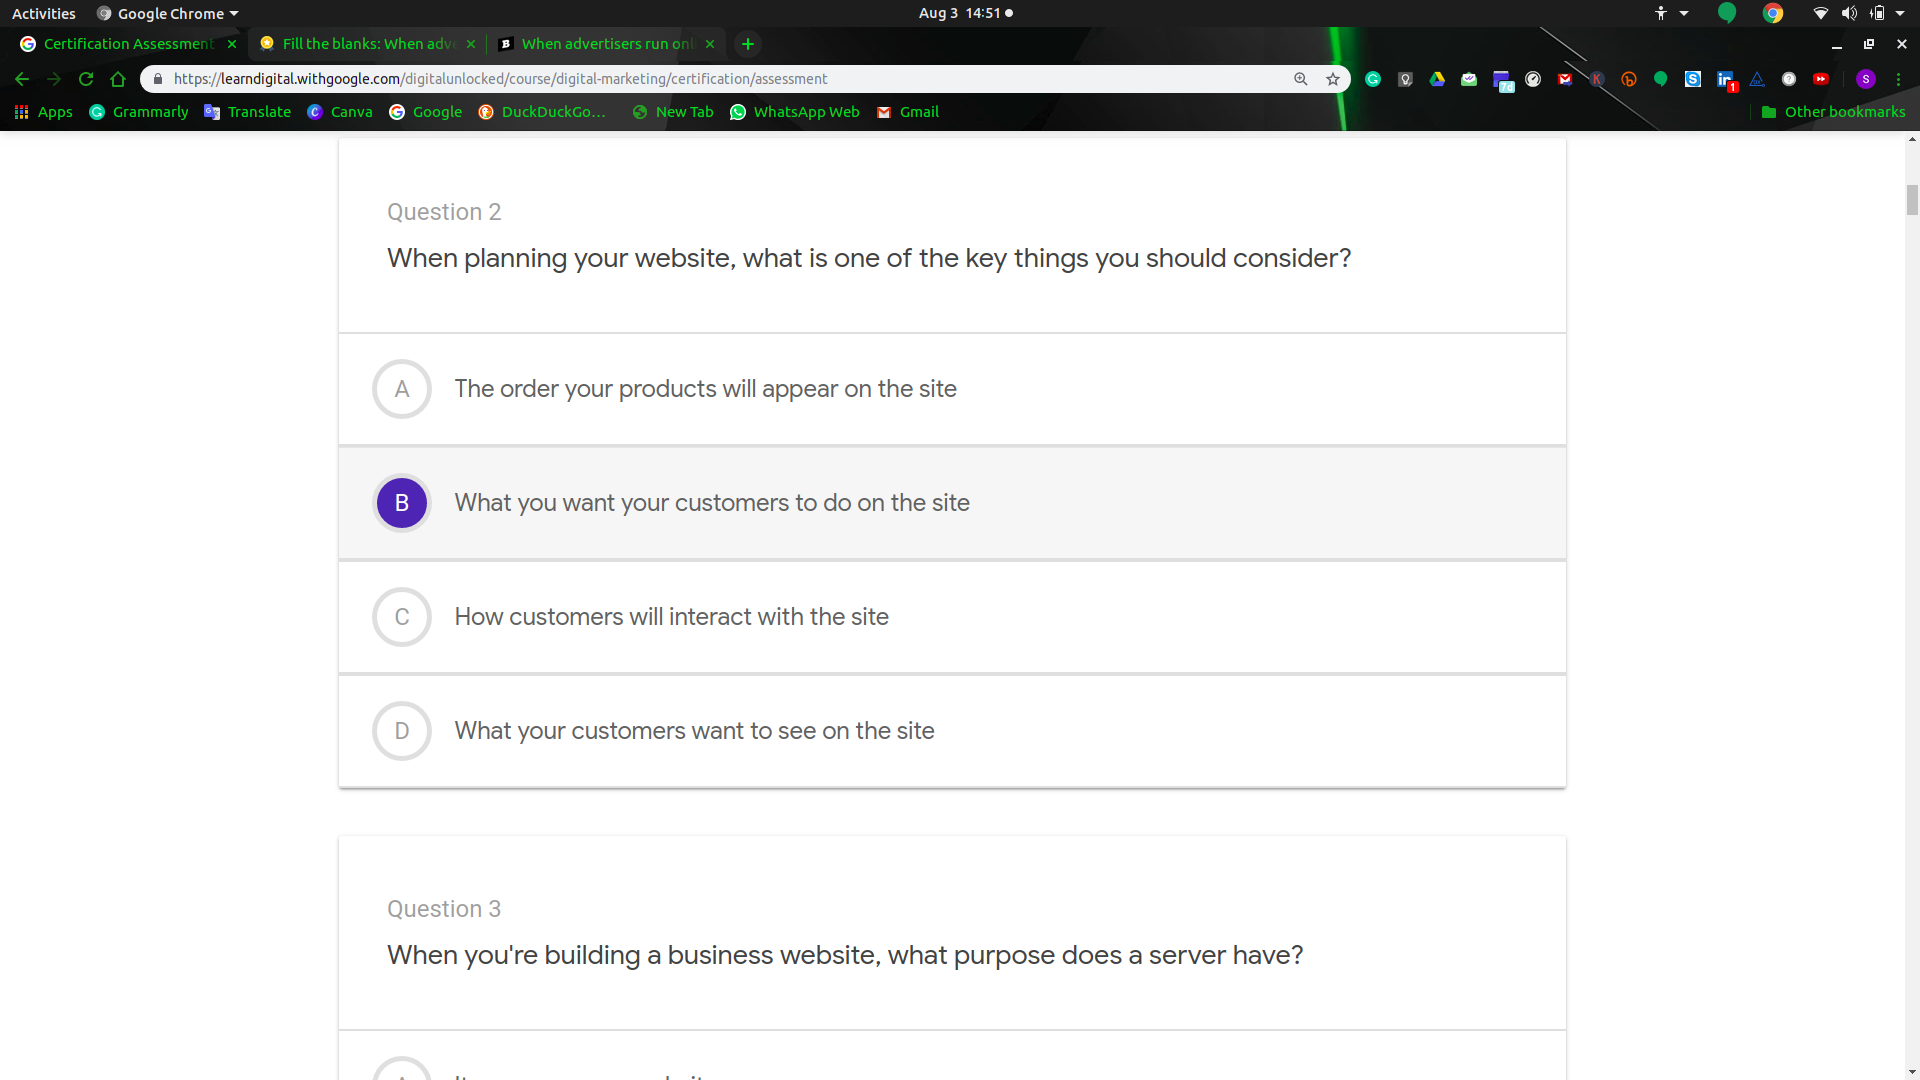 Activities Google Chrome Aug 3 14:51
Certification Assessment Fill the blanks: When adve When advertisers run onl
https://learndigital.withgoogle.com/digitalunlocked/course/digital-marketing/certification/assessment
Apps Grammarly Translate Canva Google DuckDuckGo... New Tab WhatsApp Web Gmail Other bookmarks
Question 2
When planning your website, what is one of the key things you should consider?
A The order your products will appear on the site
B What you want your customers to do on the site
C How customers will interact with the site
D What your customers want to see on the site
Question 3
When you're building a business website, what purpose does a server have?